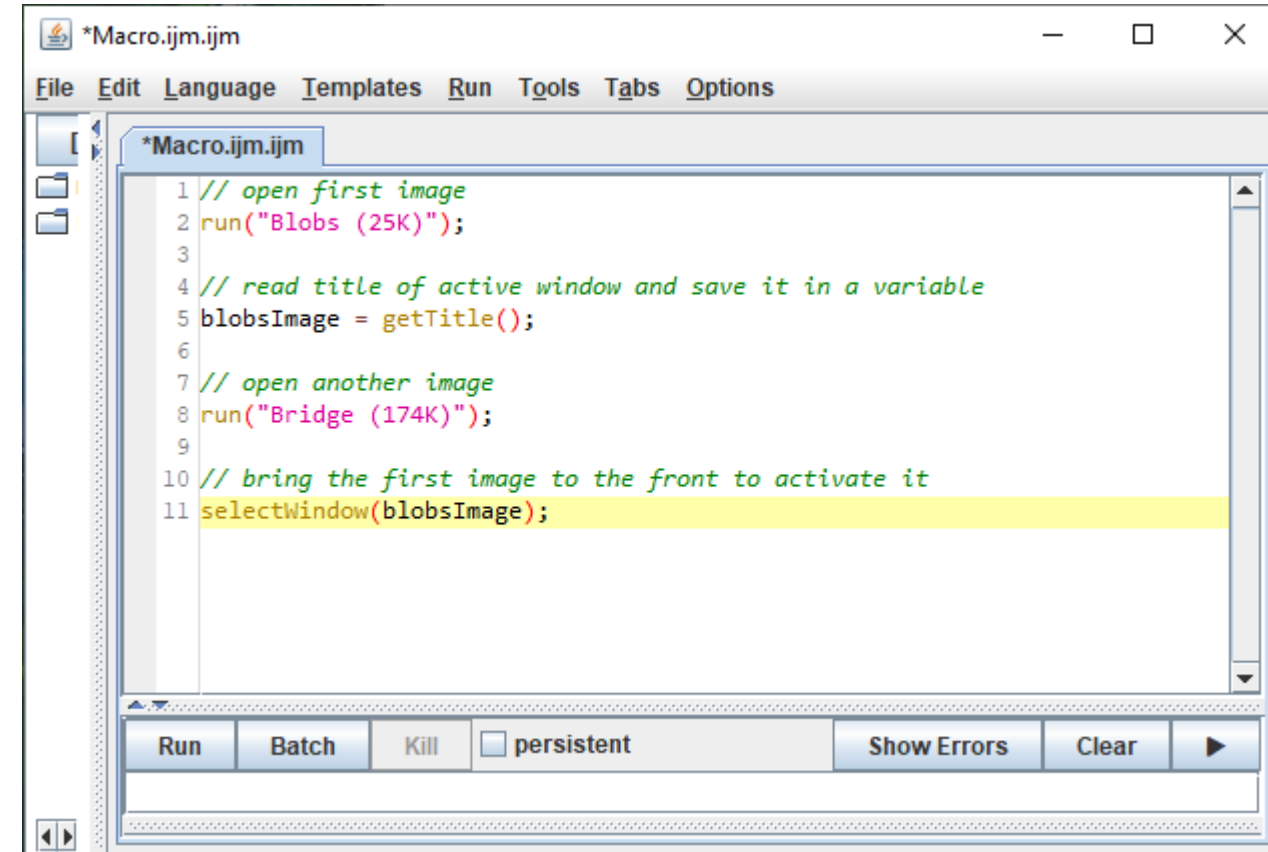 *Macro.ijm.ijm
File Edit Language Templates Run Tools Tabs Options
*Macro.ijm.ijm
1 // open first image
2 run("Blobs (25K)");
3
4 // read title of active window and save it in a variable
5 blobsImage = getTitle();
6
7 // open another image
8 run("Bridge (174K)");
9
10 // bring the first image to the front to activate it
11 selectWindow(blobsImage);
Run Batch Kill persistent Show Errors Clear